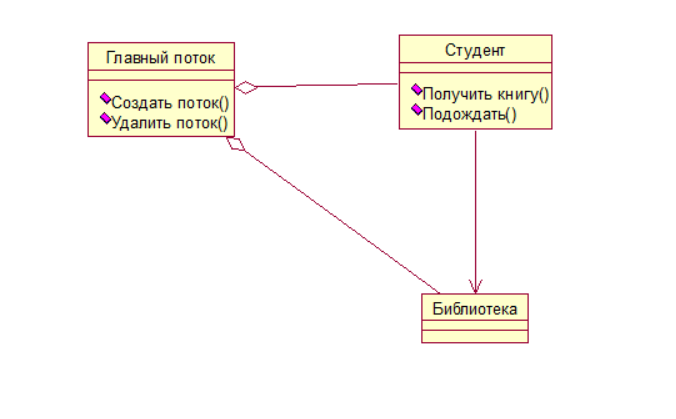 Главный поток
Создать поток()
Удалить поток()
Студент
Получить книгу()
Подождать()
Библиотека